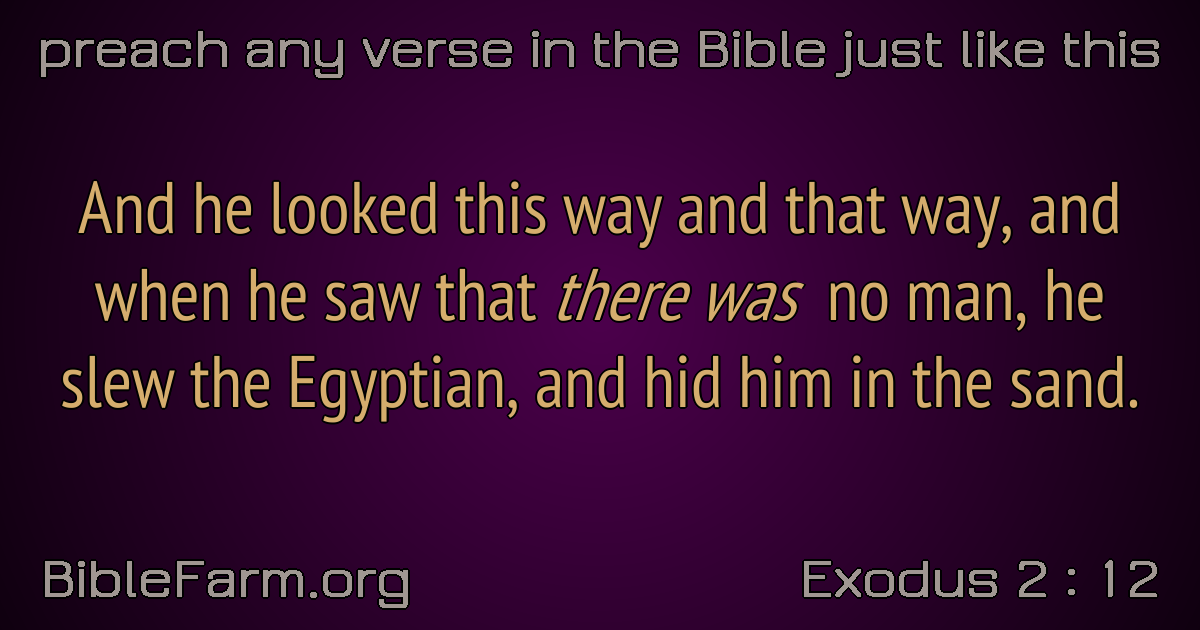 preach any verse in the Bible just like this
And he looked this way and that way, and
when he saw that there was no man, he
slew the Egyptian, and hid him in the sand.
BibleFarm.org
Exodus 2 : 12